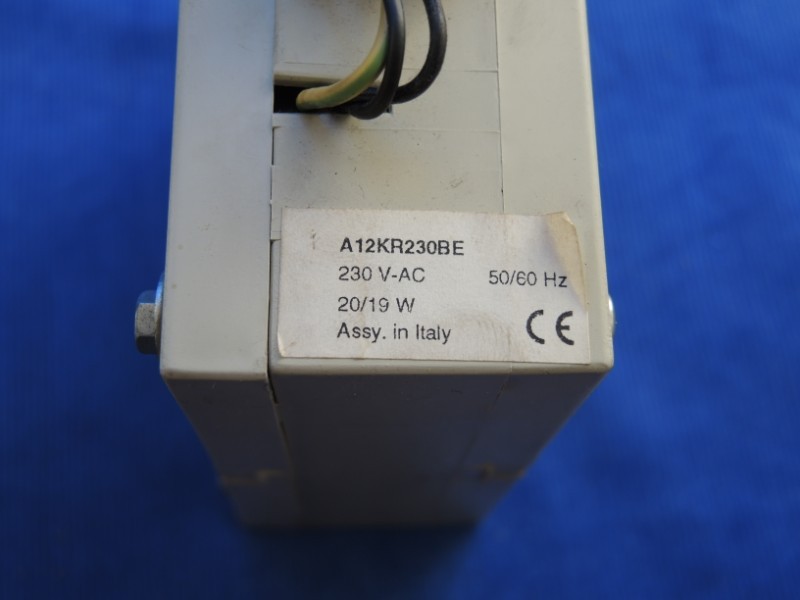 A12KR230BE
230 V-AC 50/60 Hz
20/19 W
Assy. in Italy CE